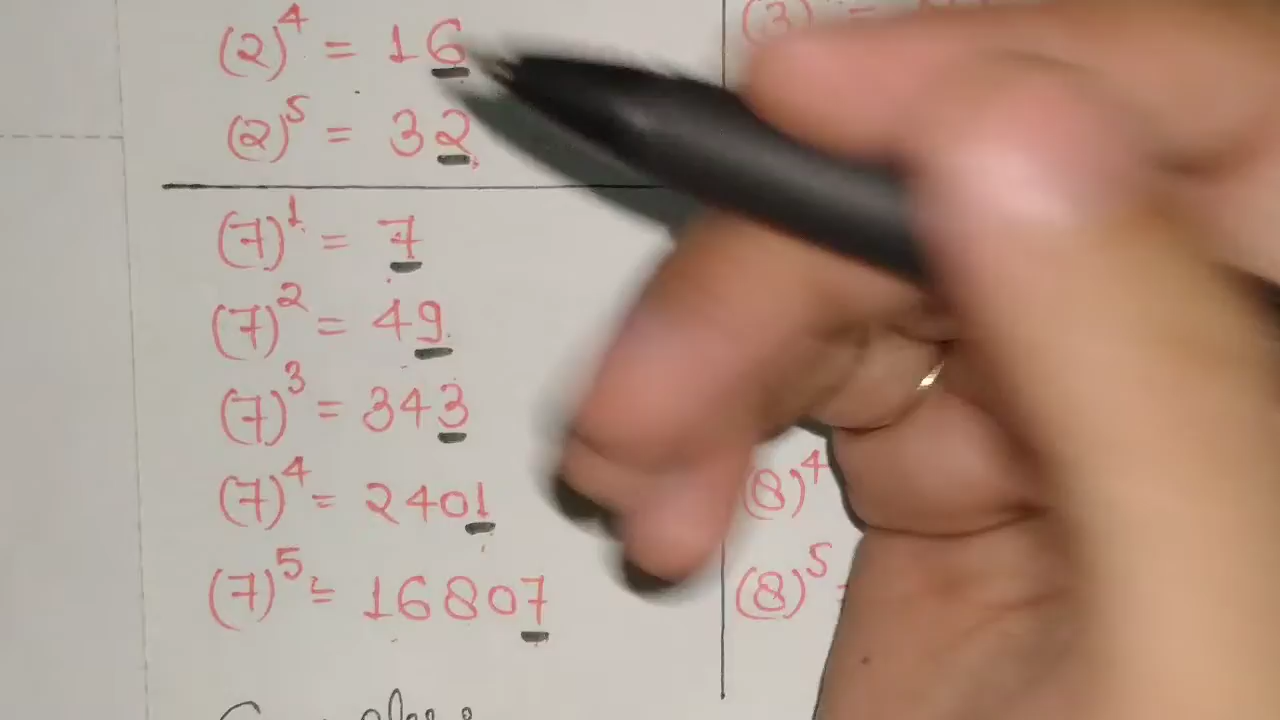 (2)^4 = 16
(2)^5 = 32
(7)^1 = 7
(7)^2 = 49
(7)^3 = 343
(7)^4 = 2401
(7)^5 = 16807
(3)
(8)^4
(8)^5